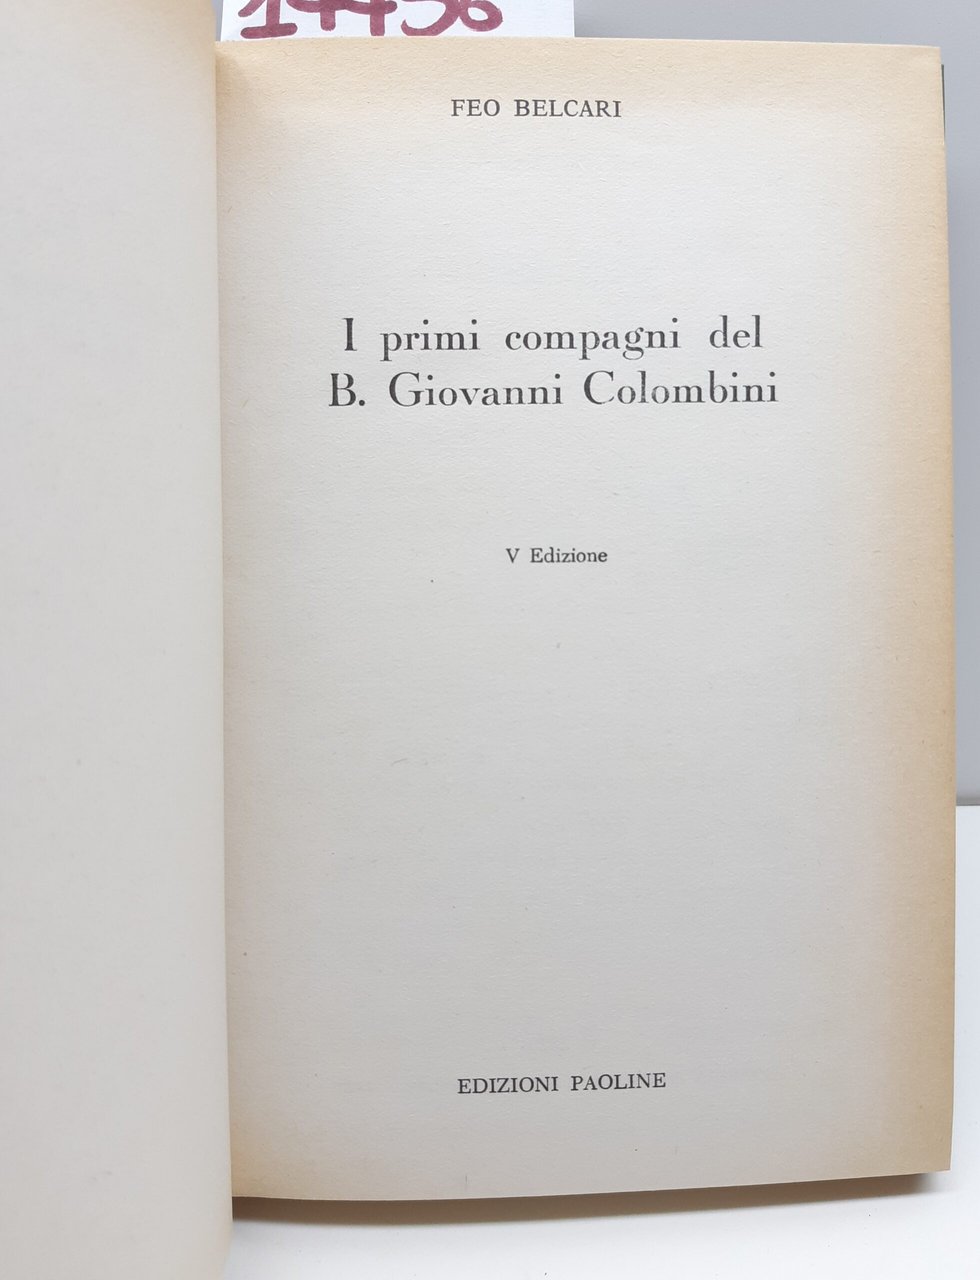 FEO BELCARI
I primi compagni del
B. Giovanni Colombini
V Edizione
EDIZIONI PAOLINE